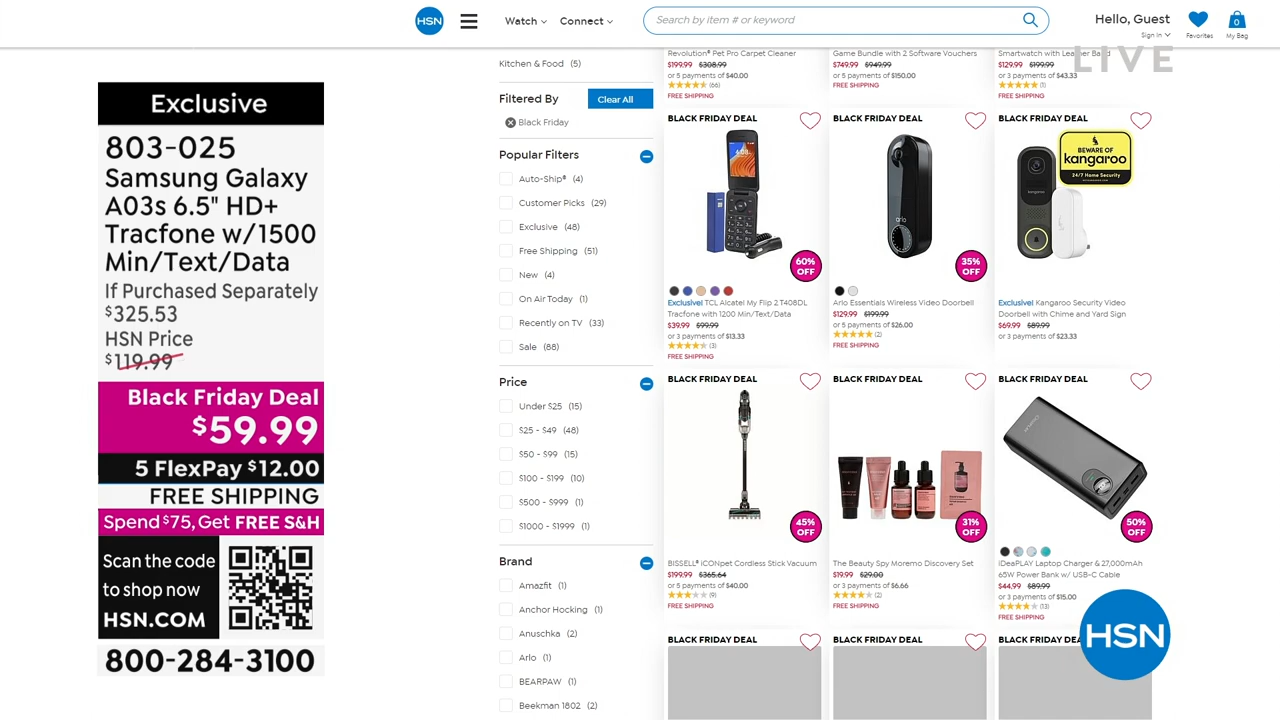 HSN
Watch
Connect
Search by item # or keyword
Hello, Guest
Sign in
Favorites
0
My Bag
LIVE
Exclusive
803-025
Samsung Galaxy
A03s 6.5" HD+
Tracfone w/1500
Min/Text/Data
If Purchased Separately
$325.53
HSN Price
$119.99
Black Friday Deal
$59.99
5 FlexPay $12.00
FREE SHIPPING
Spend $75, Get FREE S&H
Scan the code
to shop now
HSN.COM
800-284-3100
Kitchen & Food (5)
Filtered By
Clear All
Black Friday
Popular Filters
Auto-Ship® (4)
Customer Picks (29)
Exclusive (48)
Free Shipping (51)
New (4)
On Air Today (1)
Recently on TV (33)
Sale (88)
Price
Under $25 (15)
$25 - $49 (48)
$50 - $99 (15)
$100 - $199 (10)
$500 - $999 (1)
$1000 - $1999 (1)
Brand
Amazfit (1)
Anchor Hocking (1)
Anuschka (2)
Arlo (1)
BEARPAW (1)
Beekman 1802 (2)
Revolution® Pet Pro Carpet Cleaner
$199.99 $308.99
or 5 payments of $40.00
(66)
FREE SHIPPING
Game Bundle with 2 Software Vouchers
$749.99 $949.99
or 5 payments of $150.00
FREE SHIPPING
Smartwatch with Leather Band
$129.99 $199.99
or 3 payments of $43.33
(1)
FREE SHIPPING
BLACK FRIDAY DEAL
4:08
60%
OFF
Exclusive! TCL Alcatel My Flip 2 T408DL
Tracfone with 1200 Min/Text/Data
$39.99 $99.99
or 3 payments of $13.33
(3)
FREE SHIPPING
BLACK FRIDAY DEAL
arlo
35%
OFF
Arlo Essentials Wireless Video Doorbell
$129.99 $199.99
or 5 payments of $26.00
(2)
FREE SHIPPING
BLACK FRIDAY DEAL
BEWARE OF
kangaroo
24/7 Home Security
kangaroo
Exclusive! Kangaroo Security Video
Doorbell with Chime and Yard Sign
$69.99 $89.99
or 3 payments of $23.33
BLACK FRIDAY DEAL
45%
OFF
BISSELL® ICONpet Cordless Stick Vacuum
$199.99 $365.64
or 5 payments of $40.00
(9)
FREE SHIPPING
BLACK FRIDAY DEAL
31%
OFF
The Beauty Spy Moremo Discovery Set
$19.99 $29.00
or 3 payments of $6.66
(2)
FREE SHIPPING
BLACK FRIDAY DEAL
50%
OFF
iDeaPLAY Laptop Charger & 27,000mAh
65W Power Bank w/ USB-C Cable
$44.99 $89.99
or 3 payments of $15.00
(13)
FREE SHIPPING
BLACK FRIDAY DEAL
BLACK FRIDAY DEAL
BLACK FRIDAY DEAL
HSN